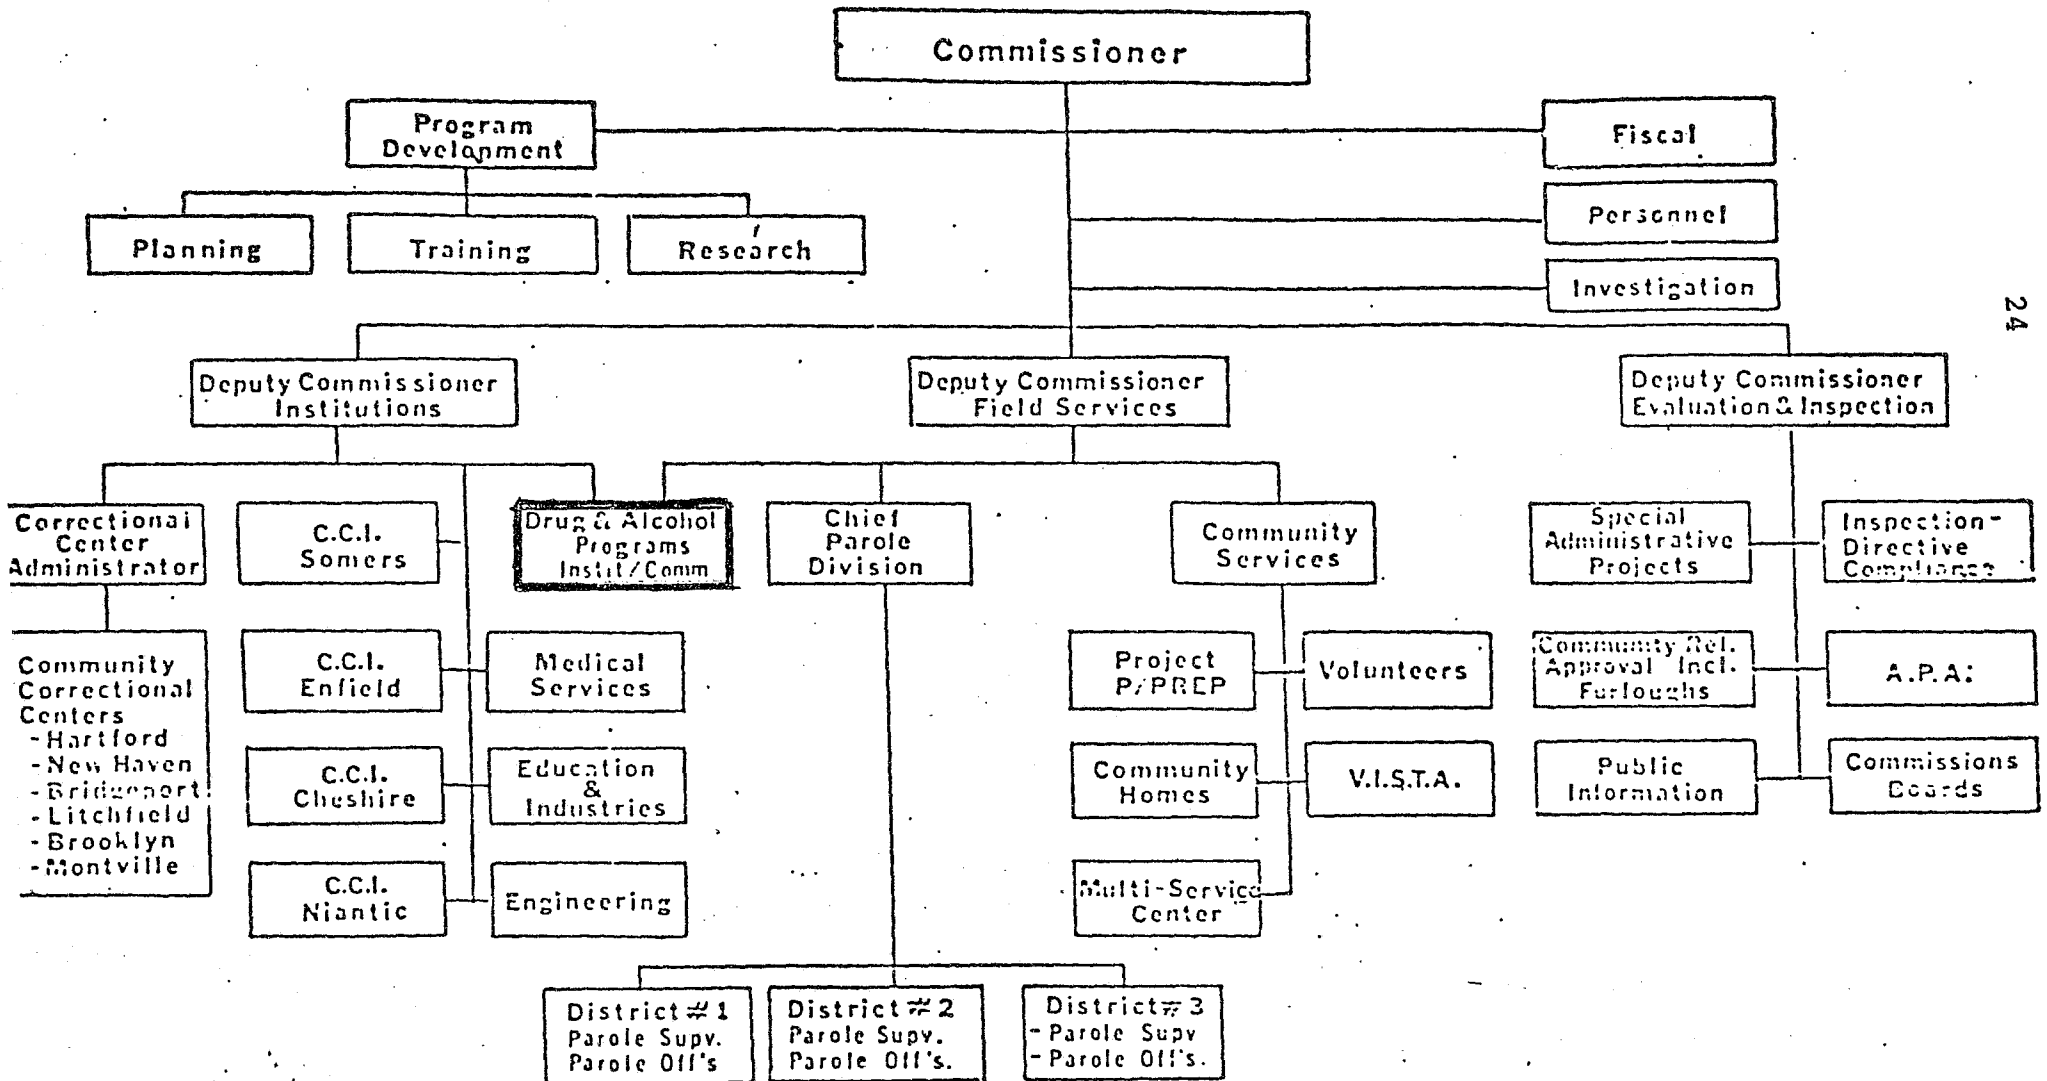 Commissioner
Program
Development
Fiscal
Planning
Training
Research
Personnel
Investigation
24
Deputy Commissioner
Institutions
Deputy Commissioner
Field Services
Deputy Commissioner
Evaluation & Inspection
Correctional
Center
Administrator
C.C.I.
Somers
Drug & Alcohol
Programs
Instit/Comm
Chief
Parole
Division
Community
Services
Special
Administrative
Projects
Inspection-
Directive
Compliance
Community
Correctional
Centers
-Hartford
-New Haven
-Bridgeport
-Litchfield
-Brooklyn
-Montville
C.C.I.
Enfield
Medical
Services
Project
P/PREP
Volunteers
Community Rel.
Approval Incl.
Furloughs
A.P.A.
C.C.I.
Cheshire
Education
&
Industries
Community
Homes
V.I.S.T.A.
Public
Information
Commissions
Boards
C.C.I.
Niantic
Engineering
Multi-Service
Center
District #1
Parole Supv.
Parole Off's
District #2
Parole Supv.
Parole Off's.
District # 3
- Parole Supv
- Parole Off's.